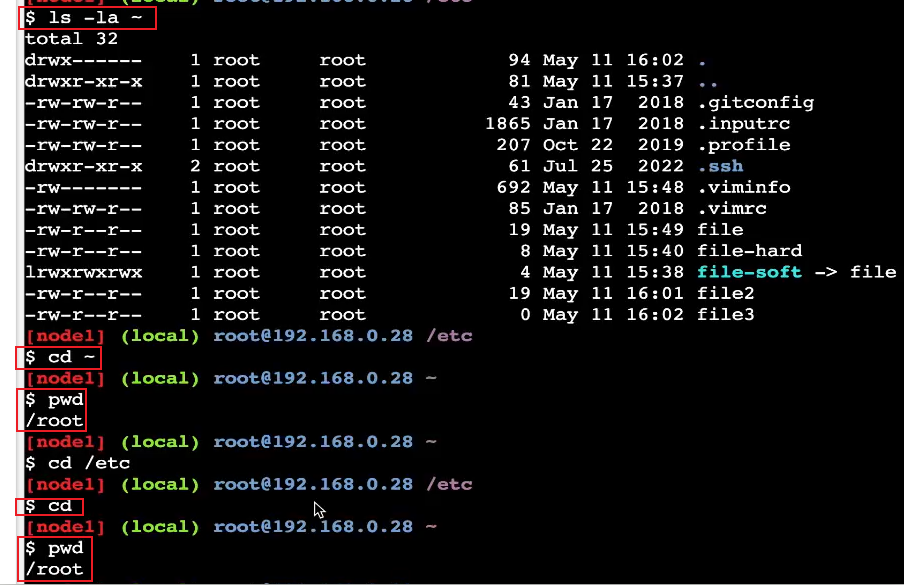 [node1] (local) root@192.168.0.28 /etc
$ ls -la ~
total 32
drwx------    1 root     root            94 May 11 16:02 .
drwxr-xr-x    1 root     root            81 May 11 15:37 ..
-rw-rw-r--    1 root     root            43 Jan 17  2018 .gitconfig
-rw-rw-r--    1 root     root          1865 Jan 17  2018 .inputrc
-rw-rw-r--    1 root     root           207 Oct 22  2019 .profile
drwxr-xr-x    2 root     root            61 Jul 25  2022 .ssh
-rw-------    1 root     root           692 May 11 15:48 .viminfo
-rw-rw-r--    1 root     root            85 Jan 17  2018 .vimrc
-rw-r--r--    1 root     root            19 May 11 15:49 file
-rw-r--r--    1 root     root             8 May 11 15:40 file-hard
lrwxrwxrwx    1 root     root             4 May 11 15:38 file-soft -> file
-rw-r--r--    1 root     root            19 May 11 16:01 file2
-rw-r--r--    1 root     root             0 May 11 16:02 file3
[node1] (local) root@192.168.0.28 /etc
$ cd ~
[node1] (local) root@192.168.0.28 ~
$ pwd
/root
[node1] (local) root@192.168.0.28 ~
$ cd /etc
[node1] (local) root@192.168.0.28 /etc
$ cd
[node1] (local) root@192.168.0.28 ~
$ pwd
/root